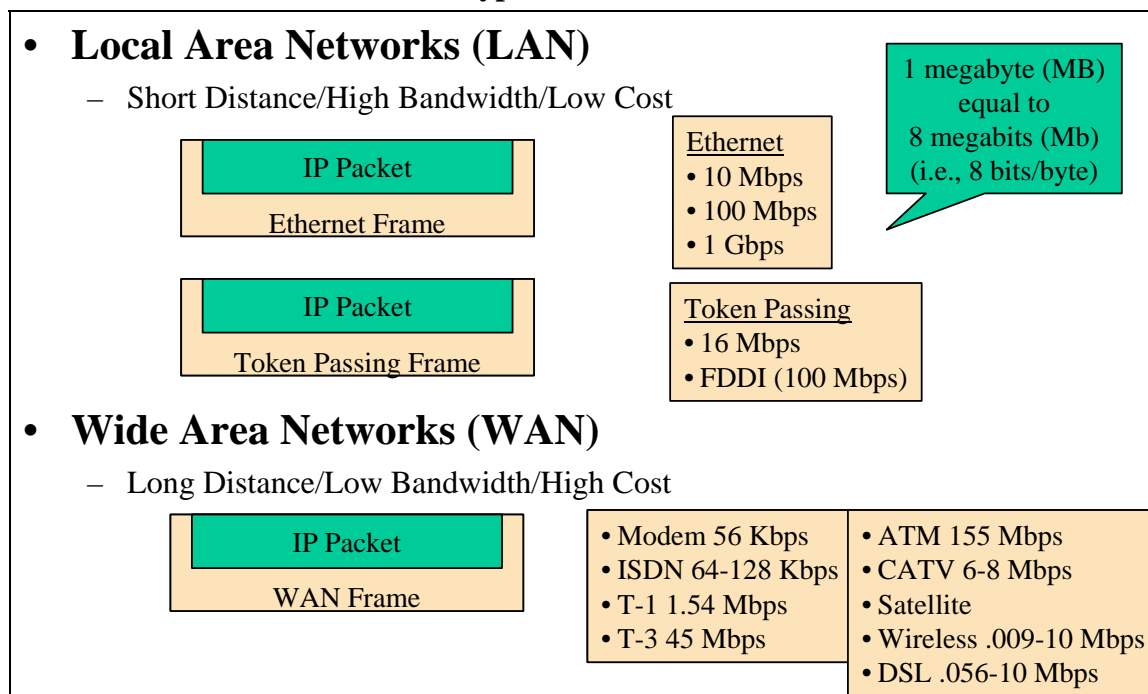 • Local Area Networks (LAN)
– Short Distance/High Bandwidth/Low Cost
1 megabyte (MB)
equal to
8 megabits (Mb)
(i.e., 8 bits/byte)
IP Packet
Ethernet Frame
Ethernet
• 10 Mbps
• 100 Mbps
• 1 Gbps
IP Packet
Token Passing Frame
Token Passing
• 16 Mbps
• FDDI (100 Mbps)
• Wide Area Networks (WAN)
– Long Distance/Low Bandwidth/High Cost
IP Packet
WAN Frame
• Modem 56 Kbps
• ISDN 64-128 Kbps
• T-1 1.54 Mbps
• T-3 45 Mbps
• ATM 155 Mbps
• CATV 6-8 Mbps
• Satellite
• Wireless .009-10 Mbps
• DSL .056-10 Mbps